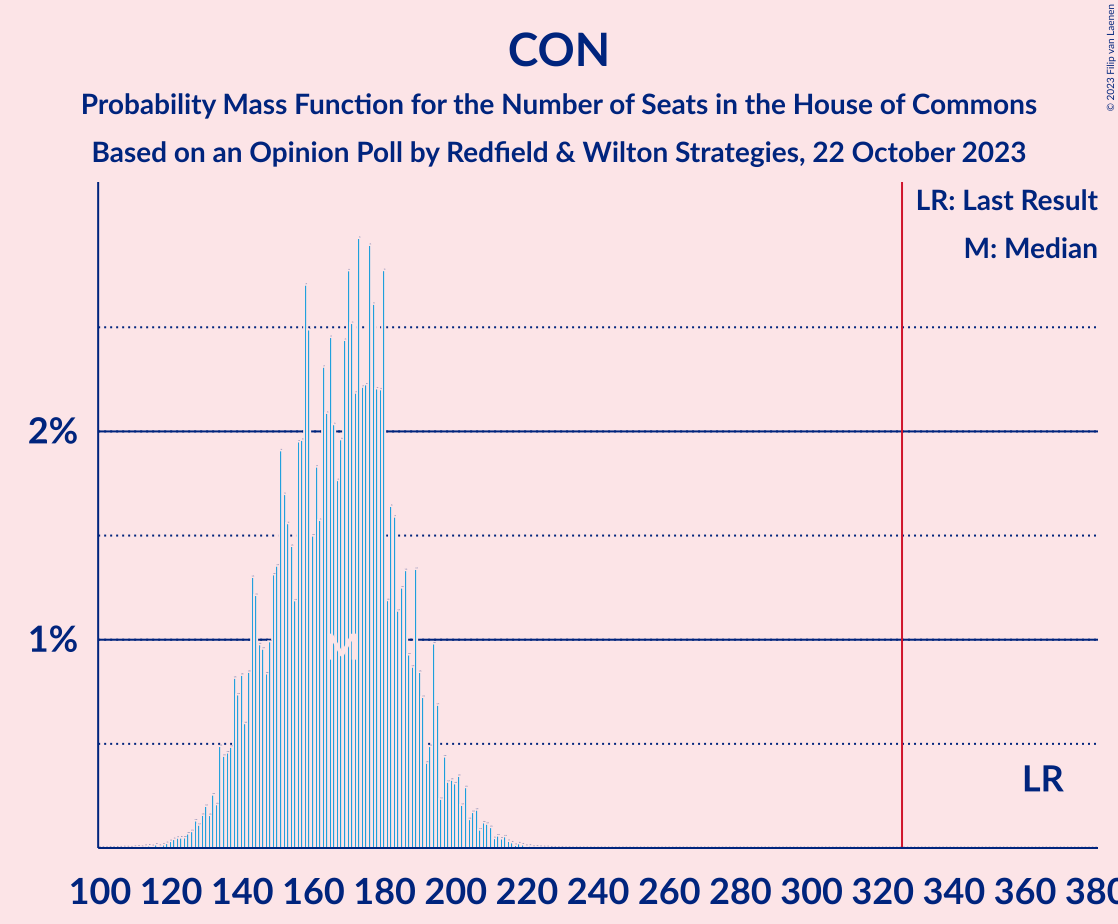 CON
Probability Mass Function for the Number of Seats in the House of Commons
Based on an Opinion Poll by Redfield & Wilton Strategies, 22 October 2023
© 2023 Filip van Laenen
LR: Last Result
M: Median
2%
1%
M
LR
100 120 140 160 180 200 220 240 260 280 300 320 340 360 380